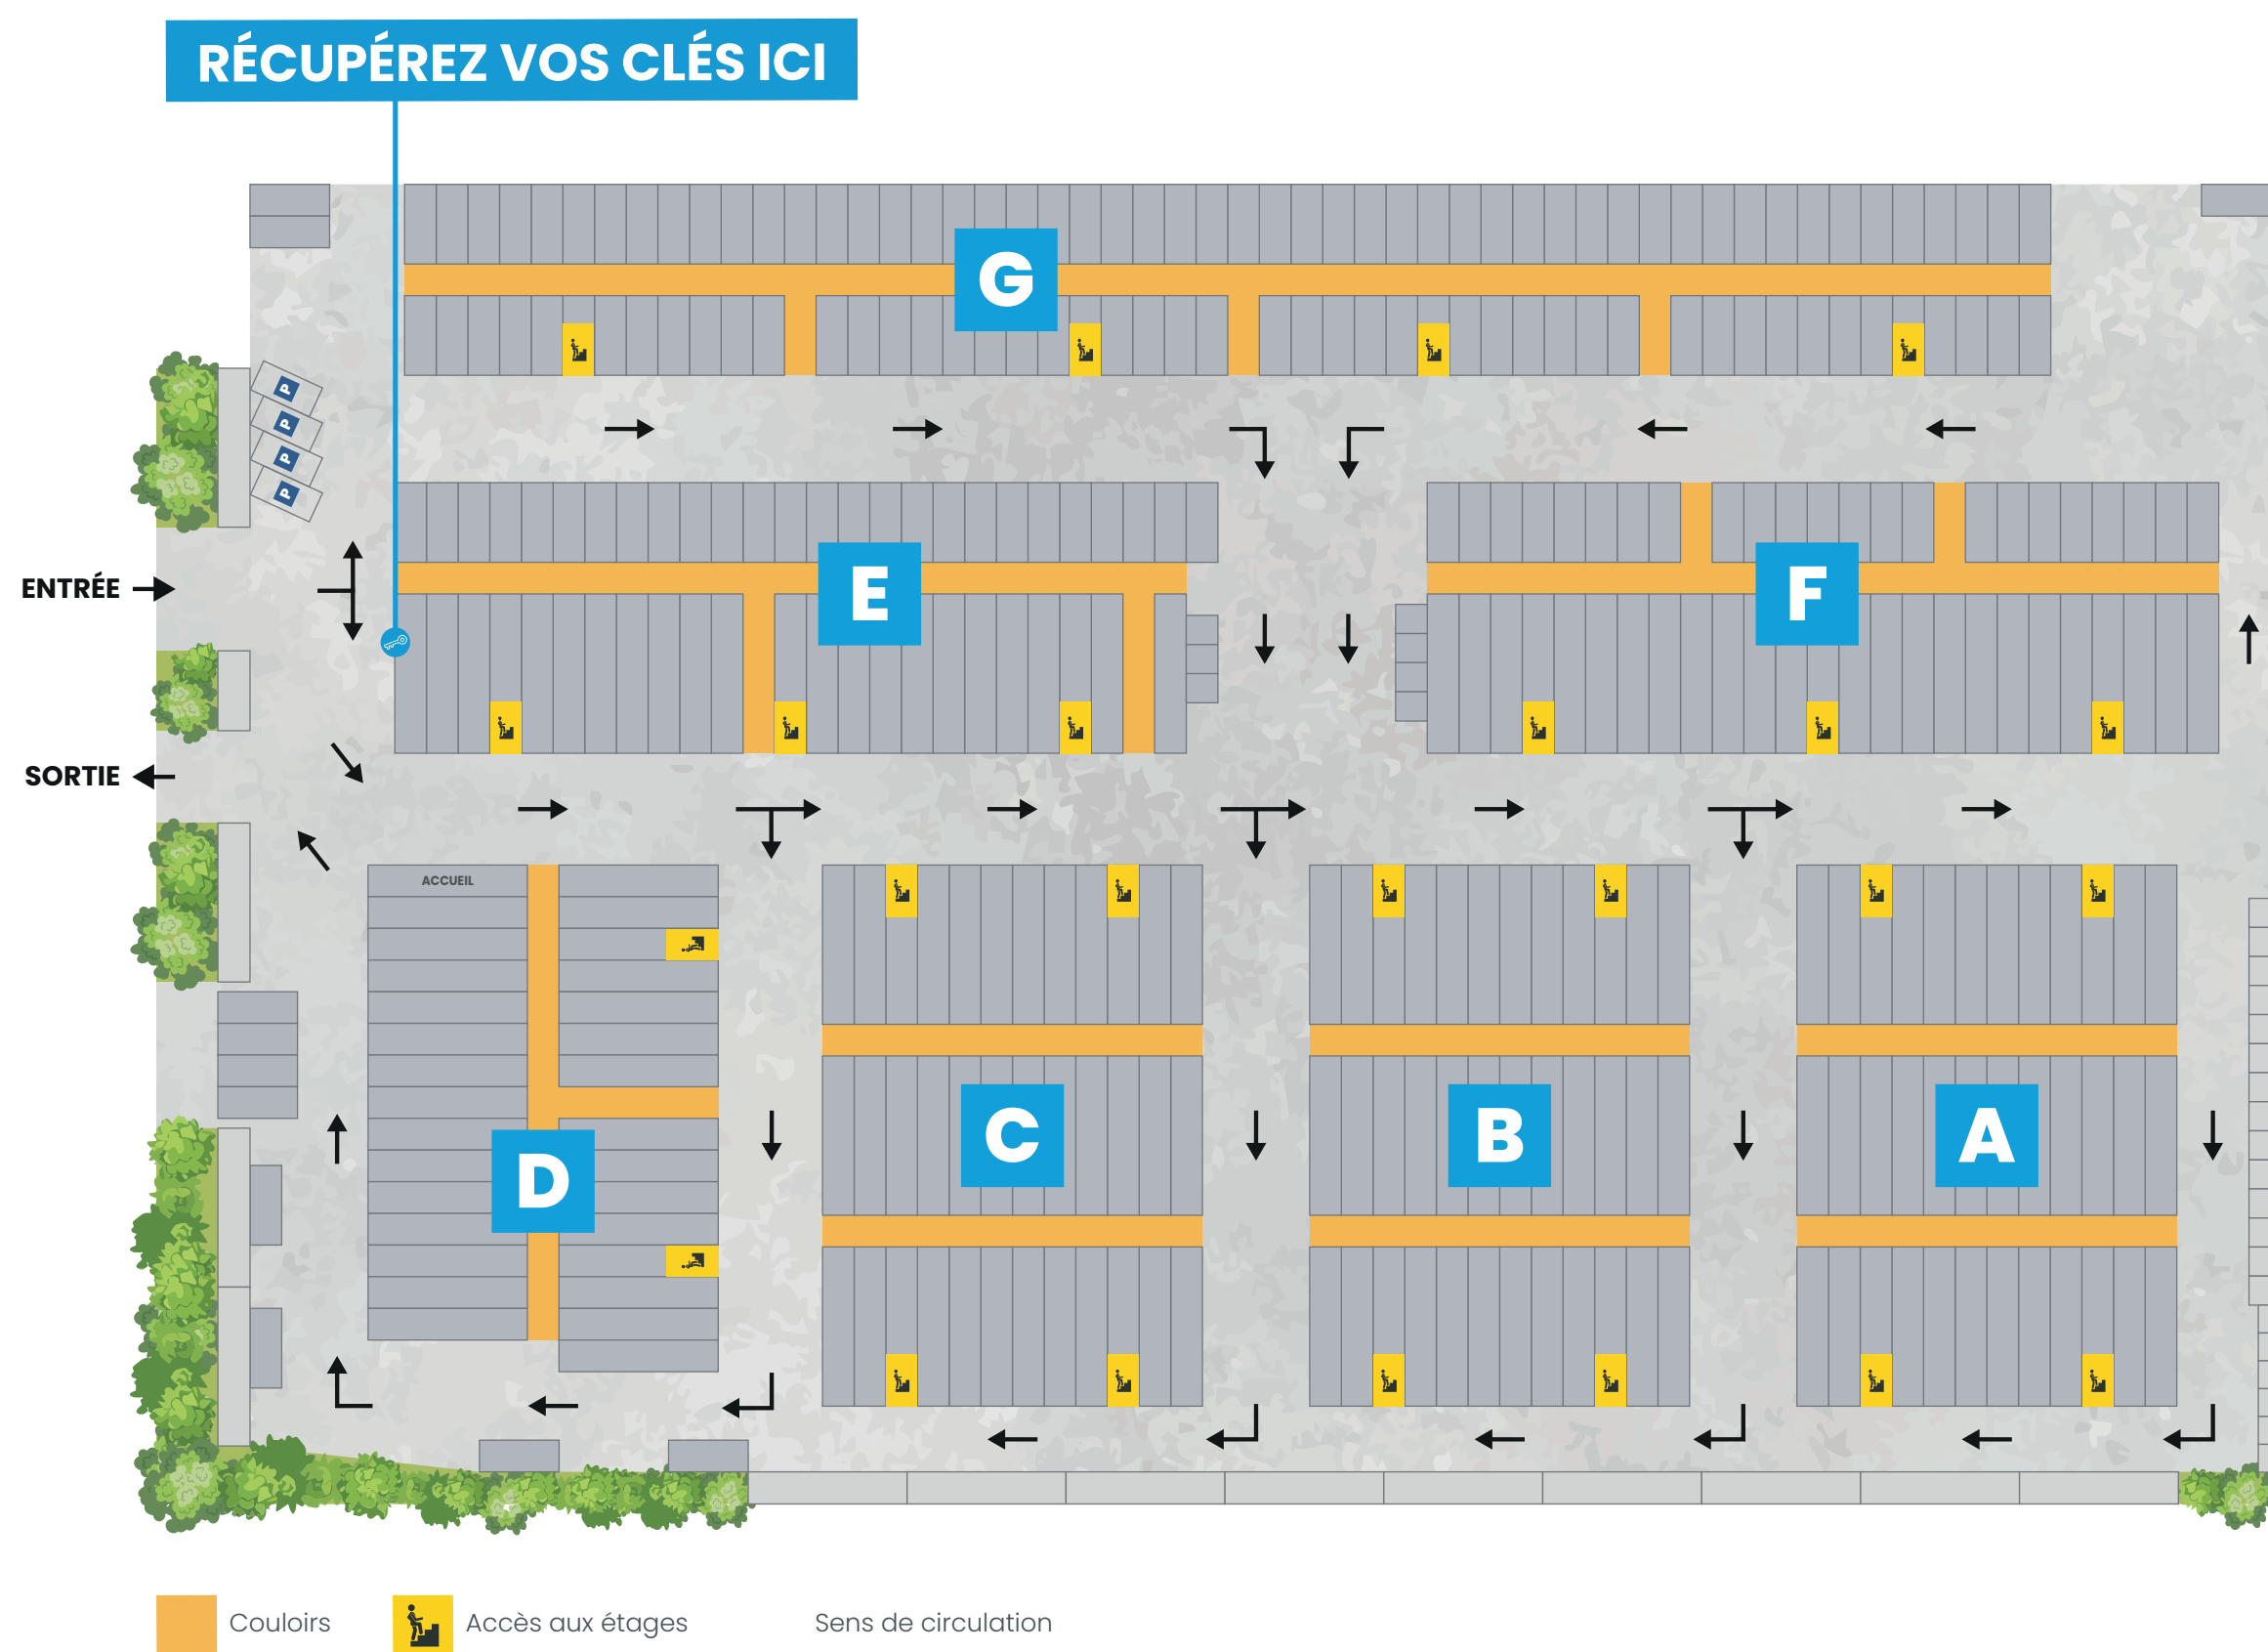 RÉCUPÉREZ VOS CLÉS ICI
G
P
P
P
P
ENTRÉE
E
F
SORTIE
ACCUEIL
D
C
B
A
Couloirs
Accès aux étages
Sens de circulation